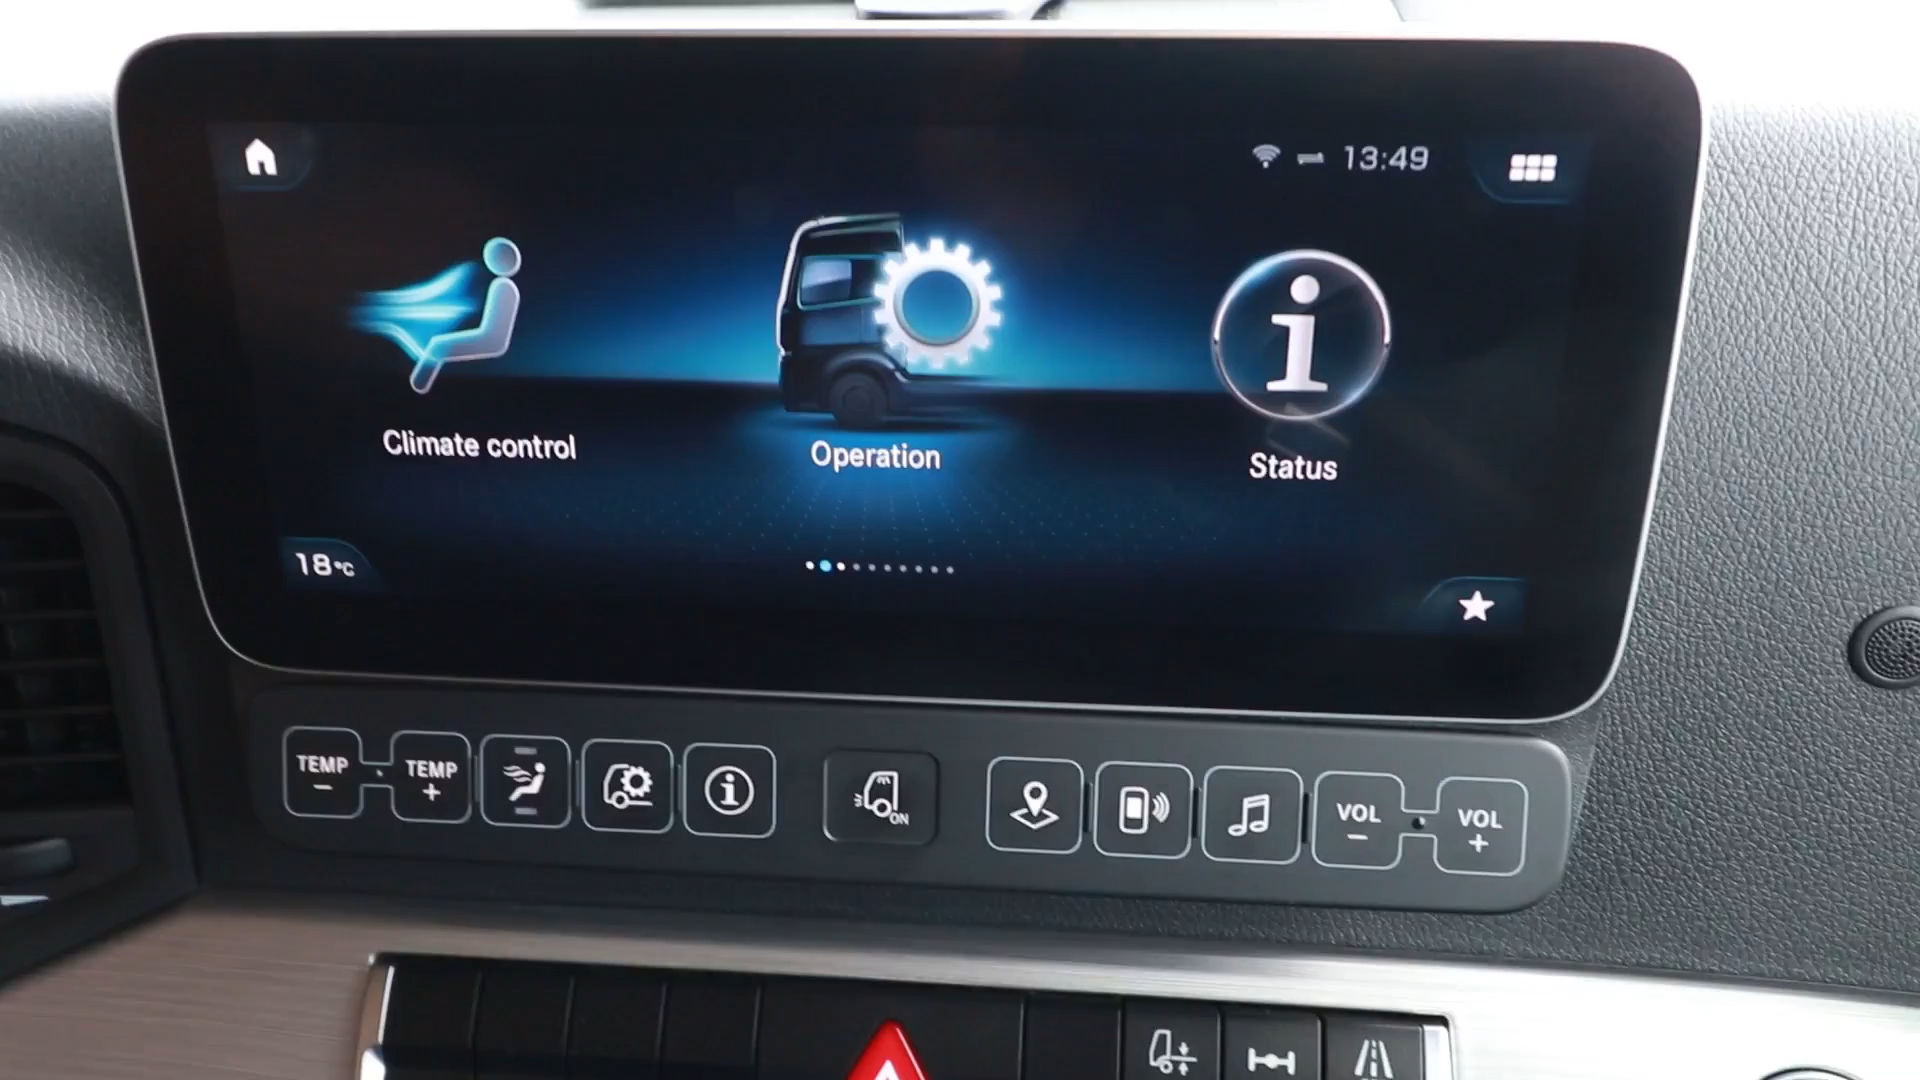 13:49
Climate control
Operation
Status
18°C
TEMP
−
TEMP
+
ON
VOL
−
VOL
+